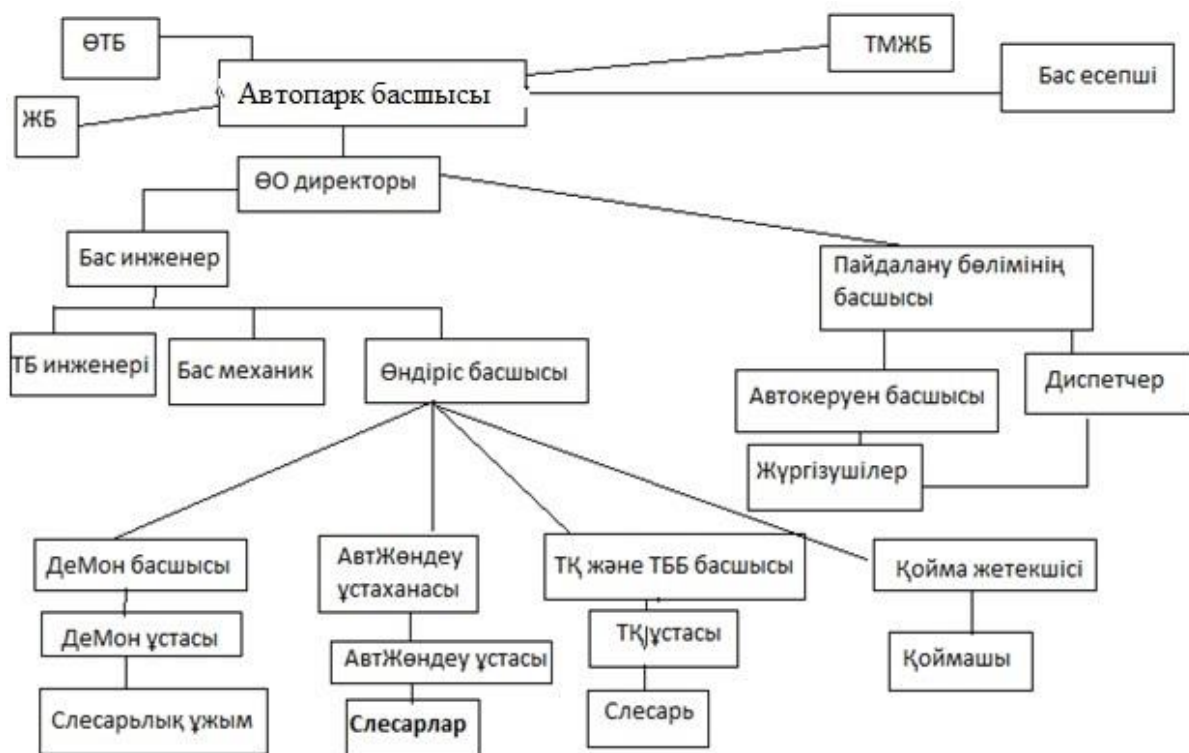 ӨТБ
ТМЖБ
Бас есепші
Автопарк басшысы
ЖБ
ӨО директоры
Бас инженер
Пайдалану бөлімінің
басшысы
ТБ инженері
Бас механик
Өндіріс басшысы
Автокеруен басшысы
Диспетчер
Жүргізушілер
ДеМон басшысы
АвтЖөндеу
ұстаханасы
ТҚ және ТББ басшысы
Қойма жетекшісі
ДеМон ұстасы
АвтЖөндеу ұстасы
ТҚ ұстасы
Қоймашы
Слесарьлық ұжым
Слесарлар
Слесарь